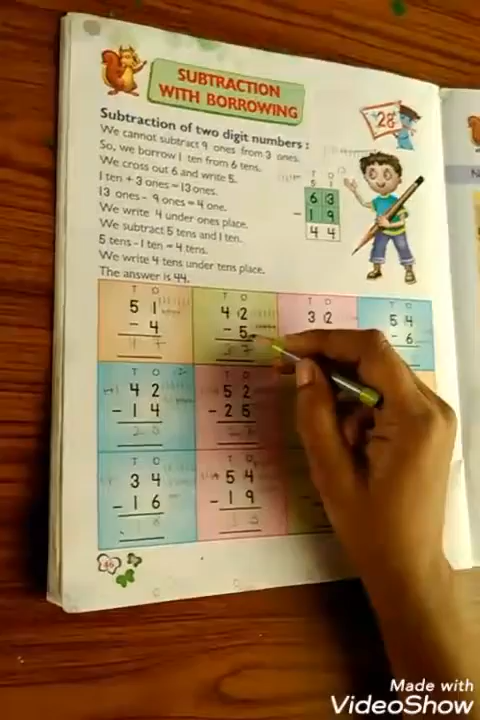 SUBTRACTION
WITH BORROWING
28
Subtraction of two digit numbers :
We cannot subtract 9 ones from 3 ones.
So, we borrow 1 ten from 6 tens.
We cross out 6 and write 5.
1 ten + 3 ones = 13 ones.
13 ones - 9 ones = 4 one.
We write 4 under ones place.
We subtract 5 tens and 1 ten.
5 tens - 1 ten = 4 tens.
We write 4 tens under tens place.
The answer is 44.
T O
5 1
6 3
- 1 9
4 4
T O T O T O T O
5 1 4 2 3 2 5 4
- 4 - 5 - 6
3 7
T O T O
4 2 5 2
- 1 4 - 2 5
T O T O
3 4 5 4
- 1 6 - 1 9
46
Made with
VideoShow